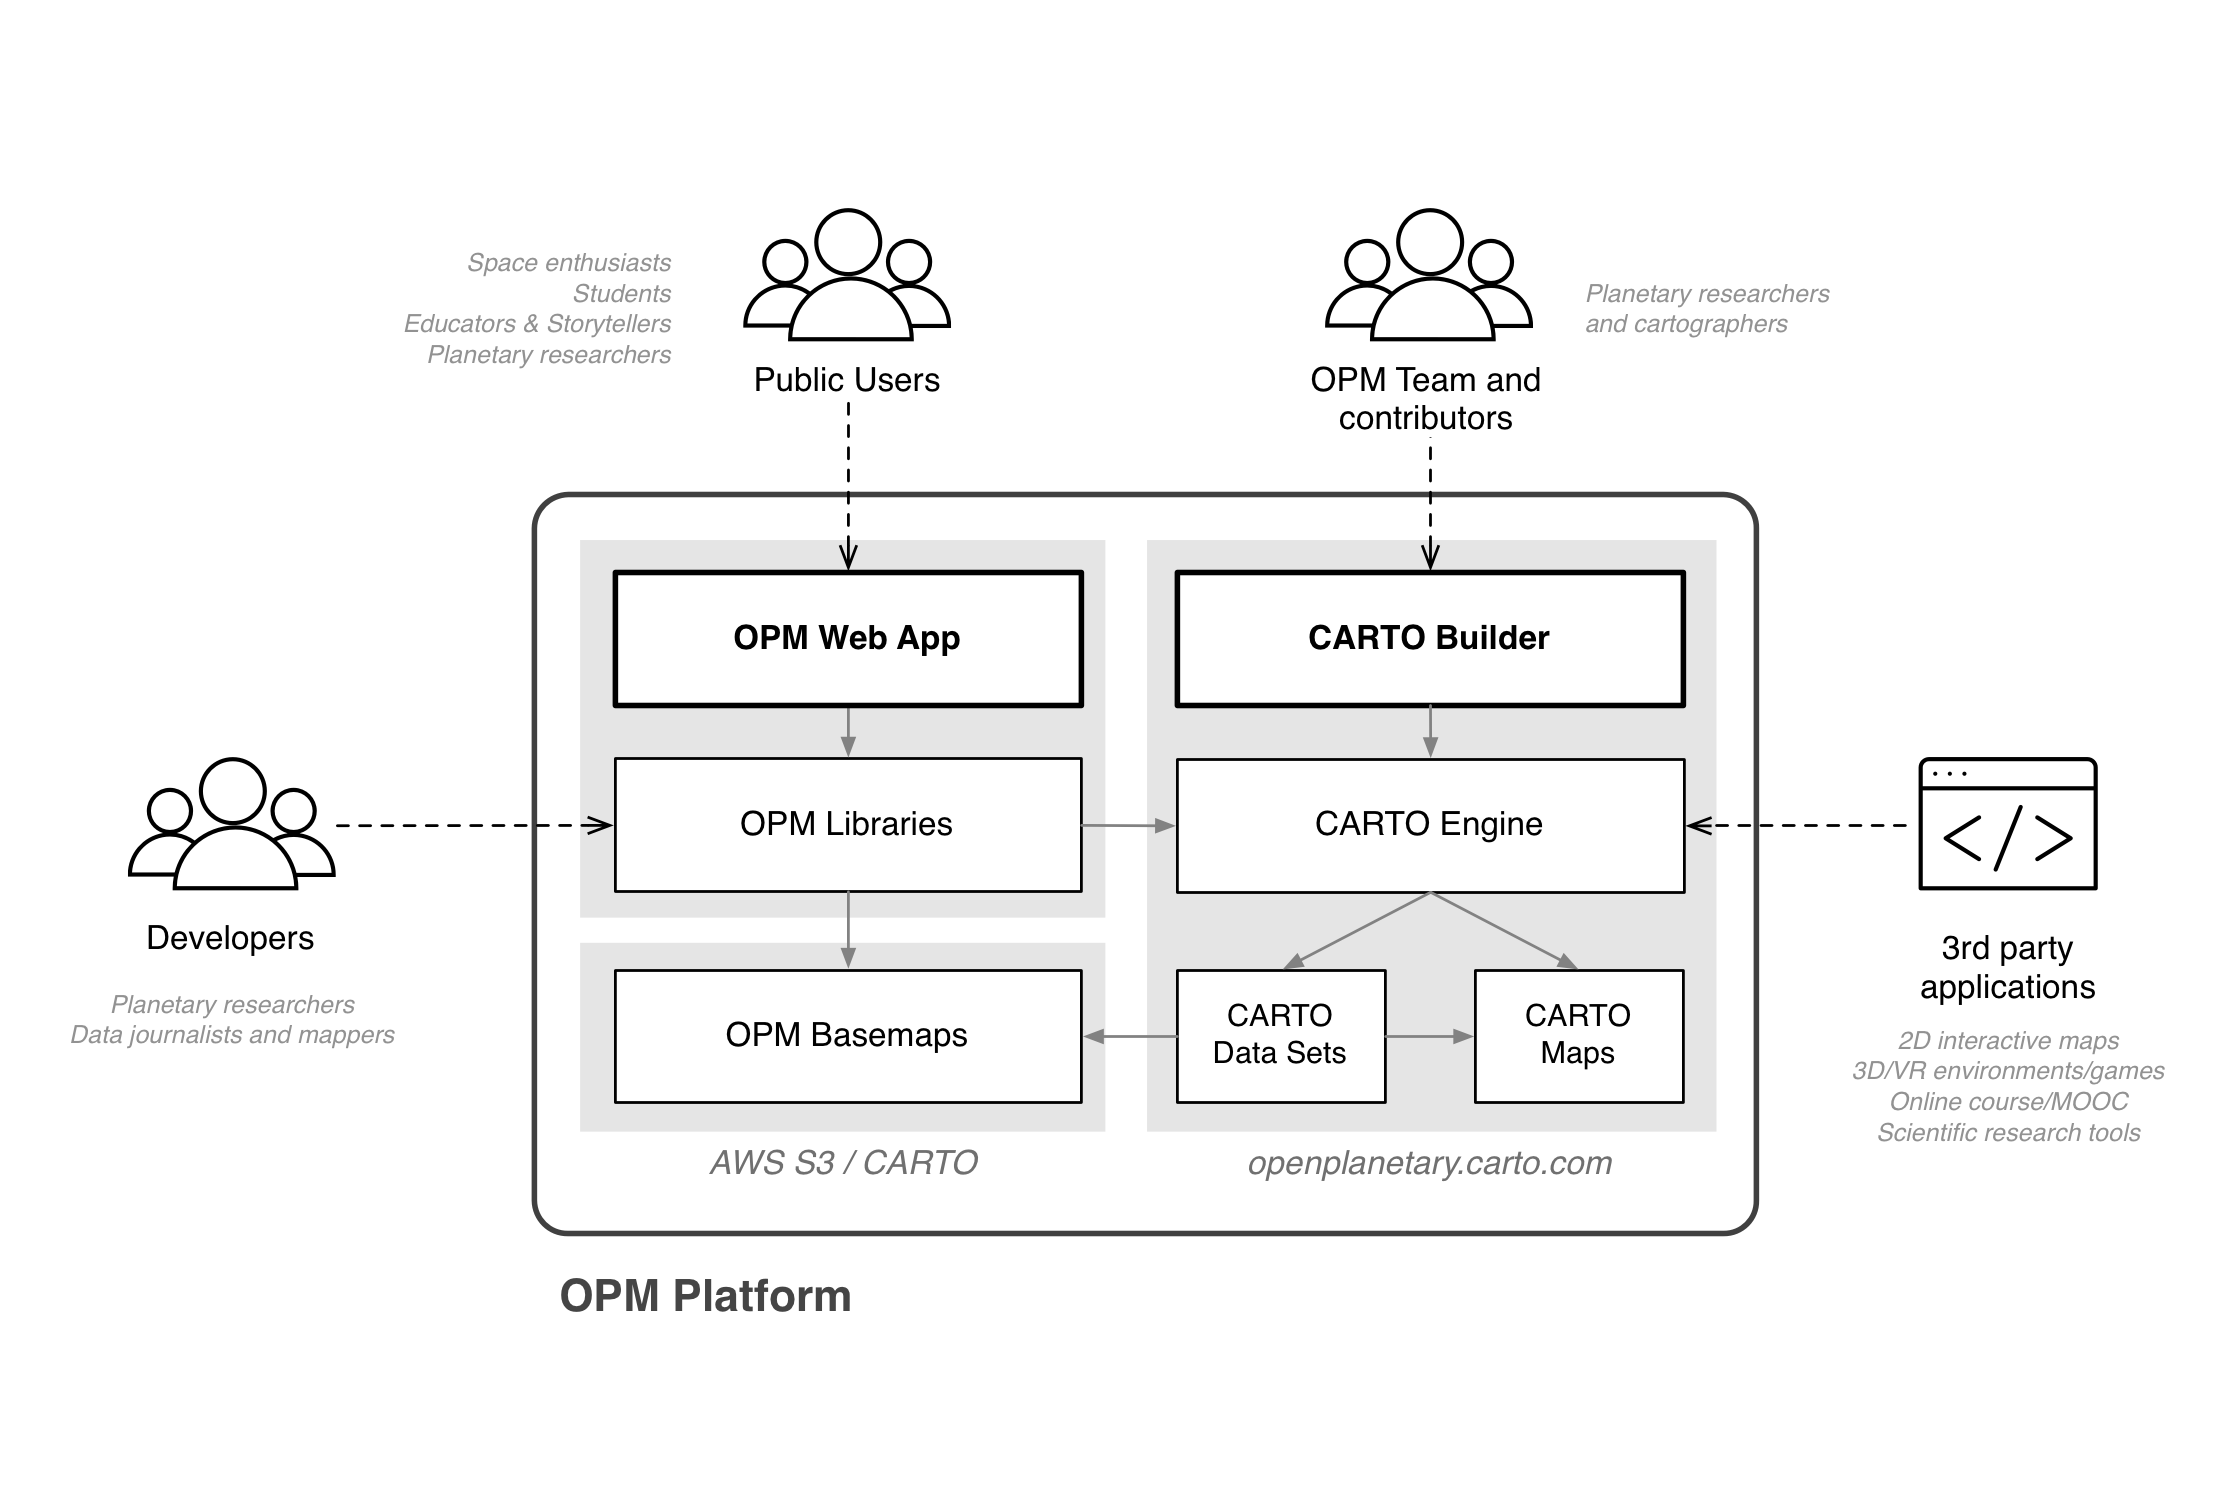 Space enthusiasts
Students
Educators & Storytellers
Planetary researchers
Public Users
Planetary researchers
and cartographers
OPM Team and
contributors
OPM Web App
CARTO Builder
OPM Libraries
CARTO Engine
Developers
Planetary researchers
Data journalists and mappers
3rd party
applications
2D interactive maps
3D/VR environments/games
Online course/MOOC
Scientific research tools
OPM Basemaps
CARTO
Data Sets
CARTO
Maps
AWS S3 / CARTO
openplanetary.carto.com
OPM Platform